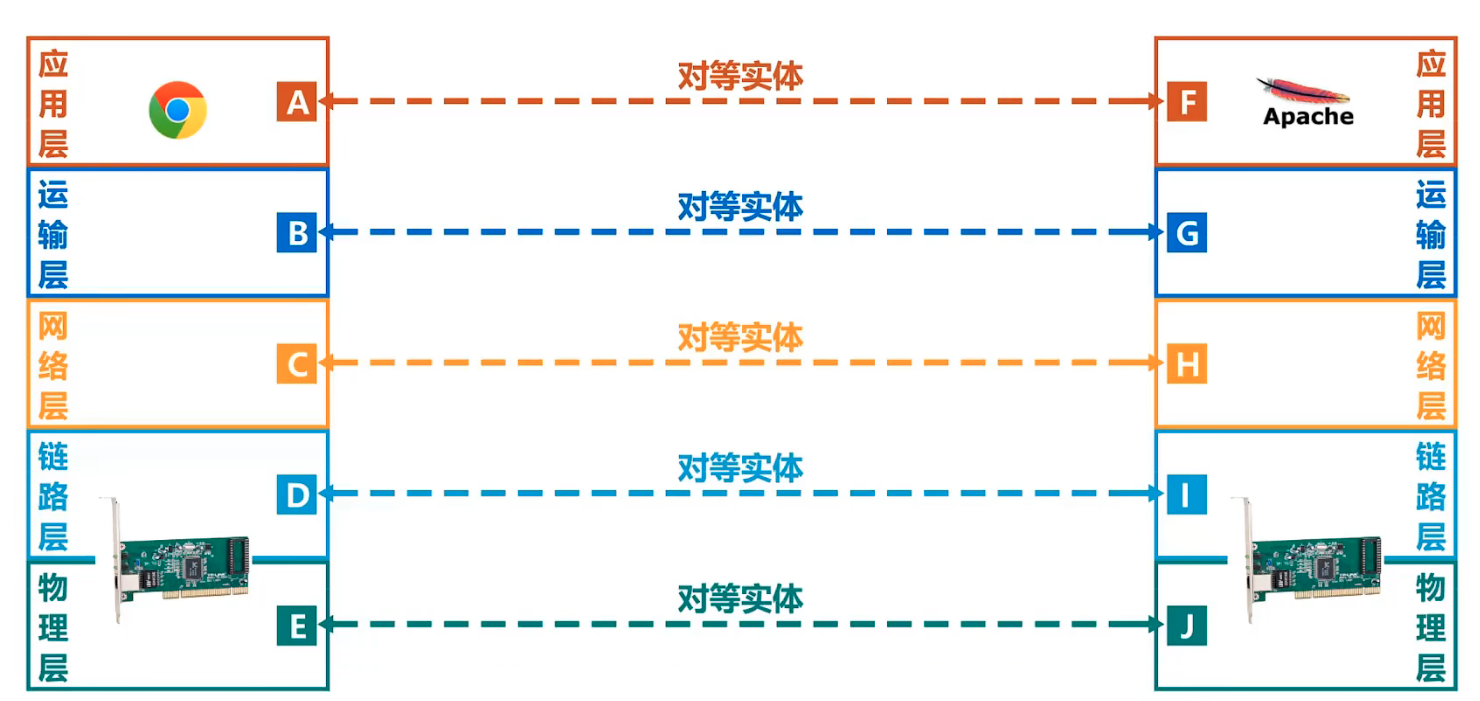 应用层
A
对等实体
F
Apache
应用层
运输层
B
对等实体
G
运输层
网络层
C
对等实体
H
网络层
链路层
D
对等实体
I
链路层
物理层
E
对等实体
J
物理层